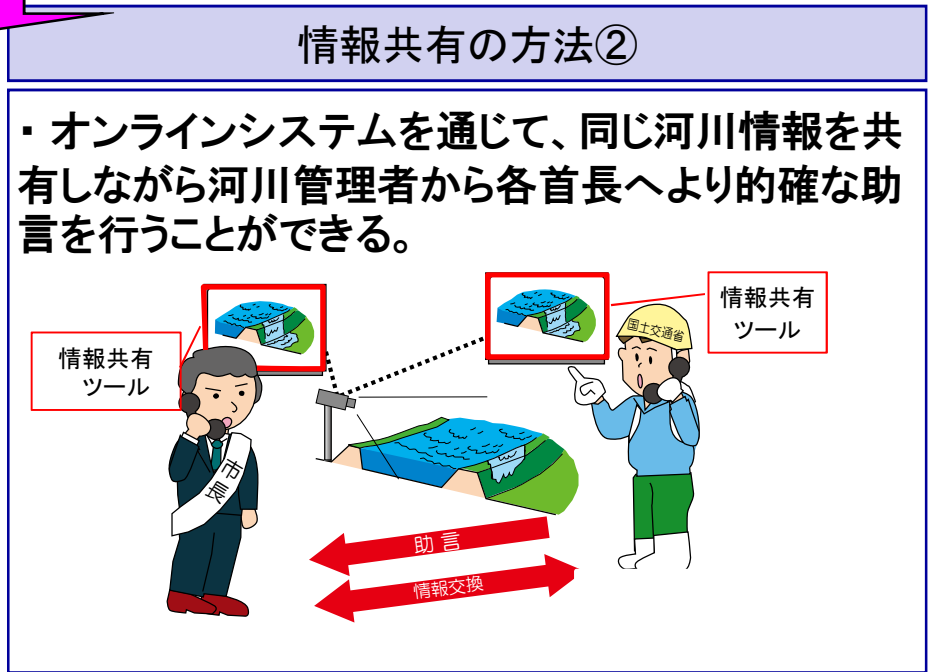 情報共有の方法②
・オンラインシステムを通じて、同じ河川情報を共
有しながら河川管理者から各首長へより的確な助
言を行うことができる。
情報共有
ツール
国土交通省
情報共有
ツール
市長
助言
情報交換